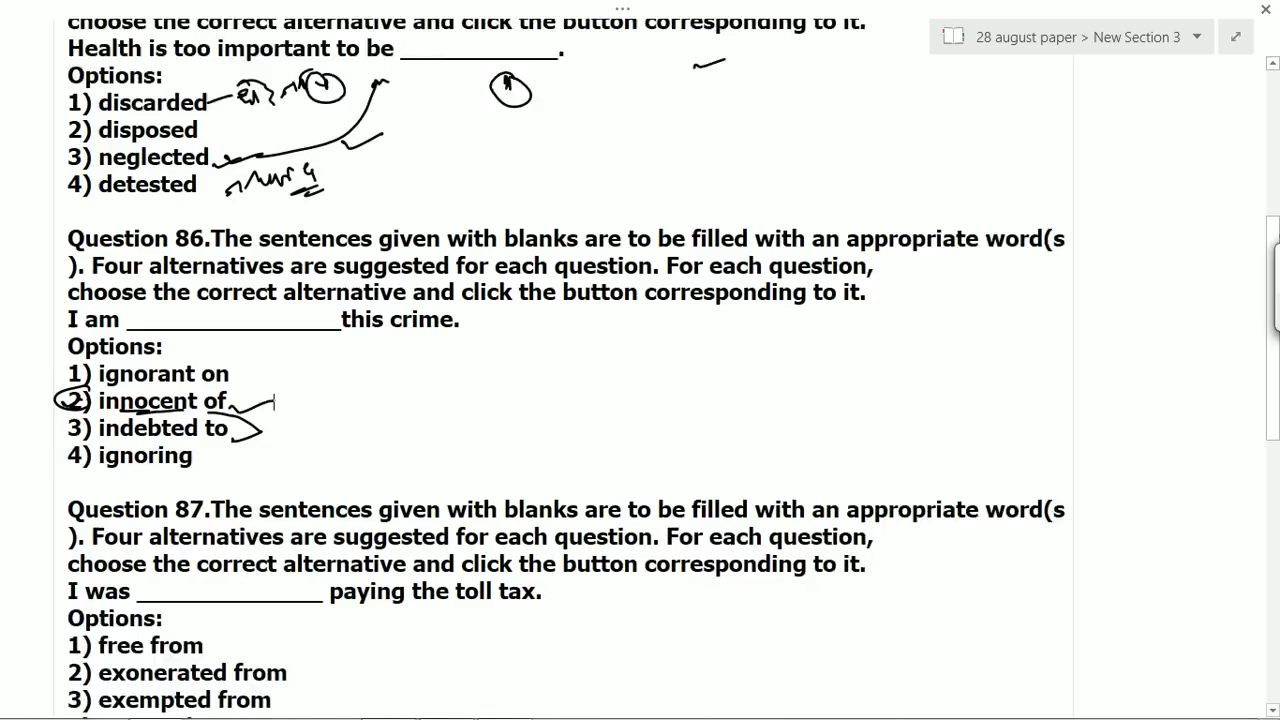 28 august paper > New Section 3
choose the correct alternative and click the button corresponding to it.
Health is too important to be _____________.
Options:
1) discarded
2) disposed
3) neglected
4) detested
Question 86.The sentences given with blanks are to be filled with an appropriate word(s
). Four alternatives are suggested for each question. For each question,
choose the correct alternative and click the button corresponding to it.
I am _________________this crime.
Options:
1) ignorant on
2) innocent of
3) indebted to
4) ignoring
Question 87.The sentences given with blanks are to be filled with an appropriate word(s
). Four alternatives are suggested for each question. For each question,
choose the correct alternative and click the button corresponding to it.
I was _______________ paying the toll tax.
Options:
1) free from
2) exonerated from
3) exempted from